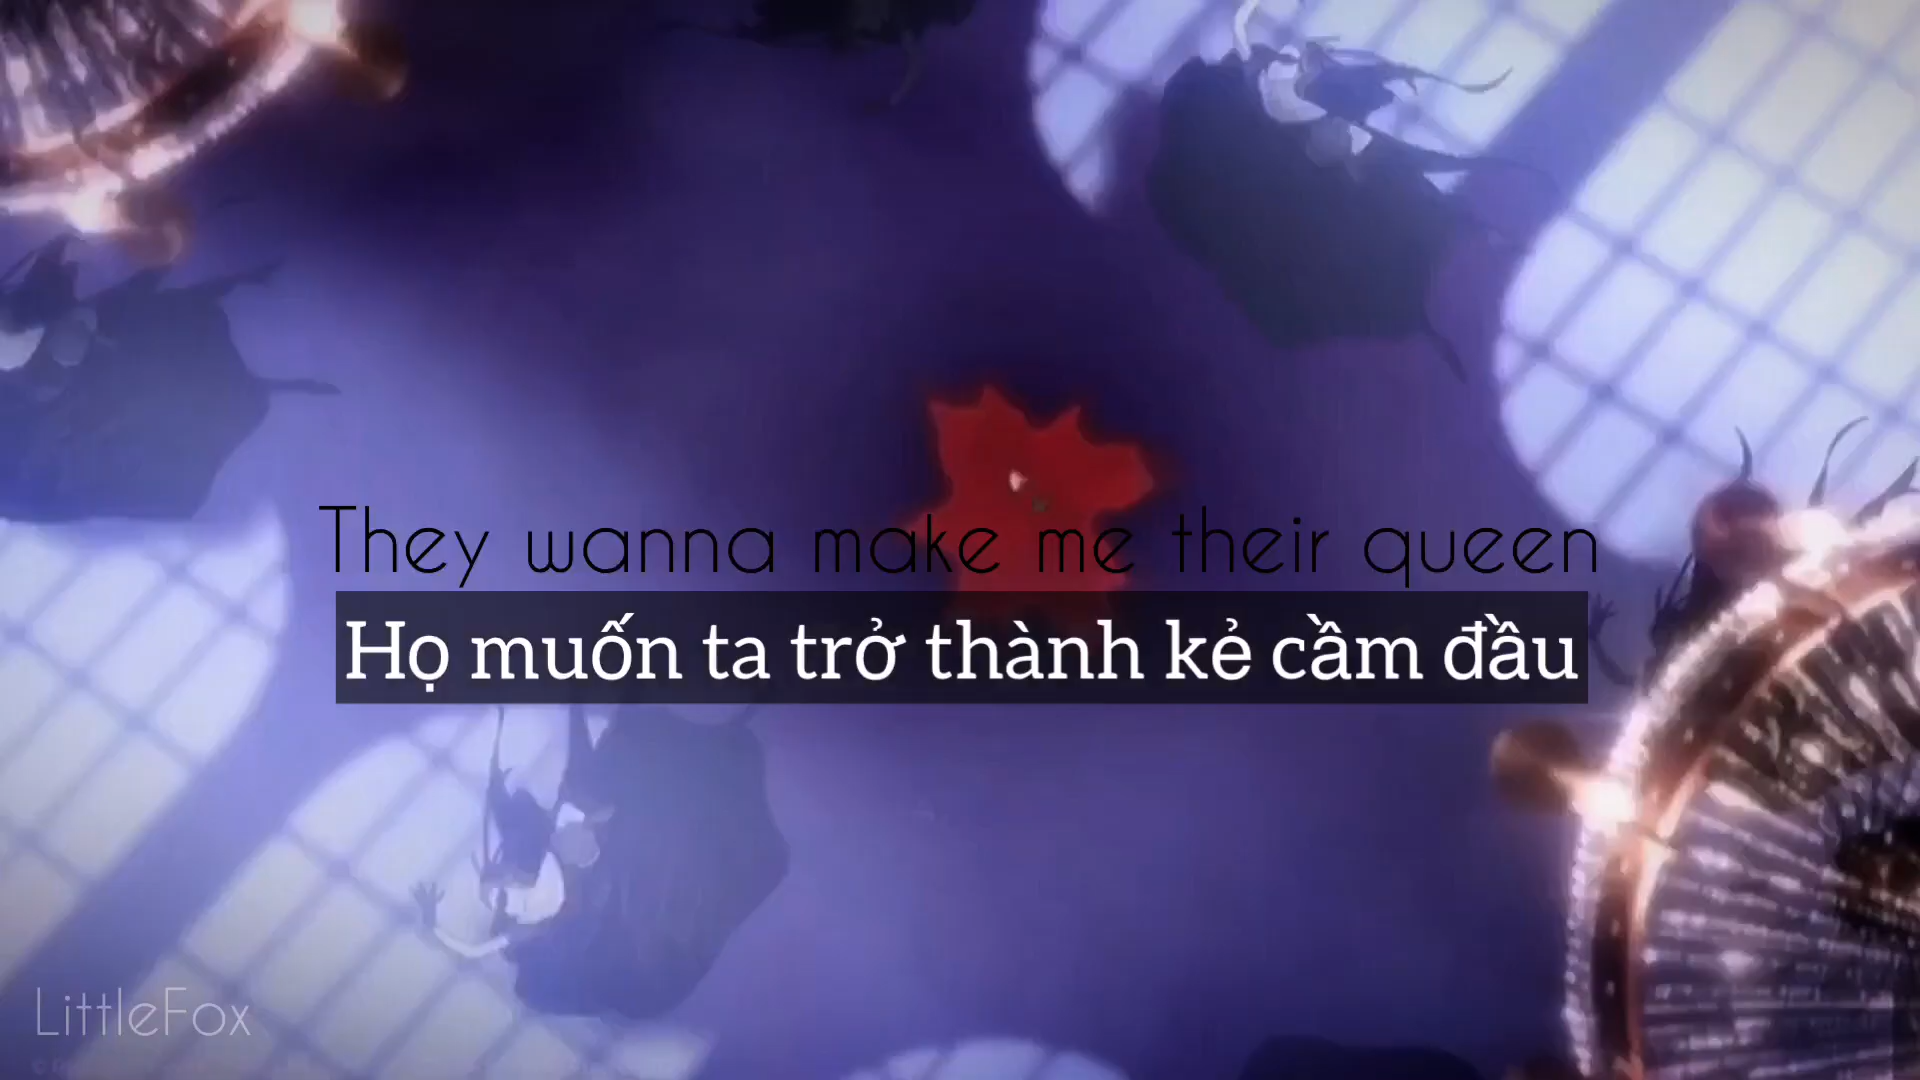 They wanna make me their queen
Họ muốn ta trở thành kẻ cầm đầu
LittleFox